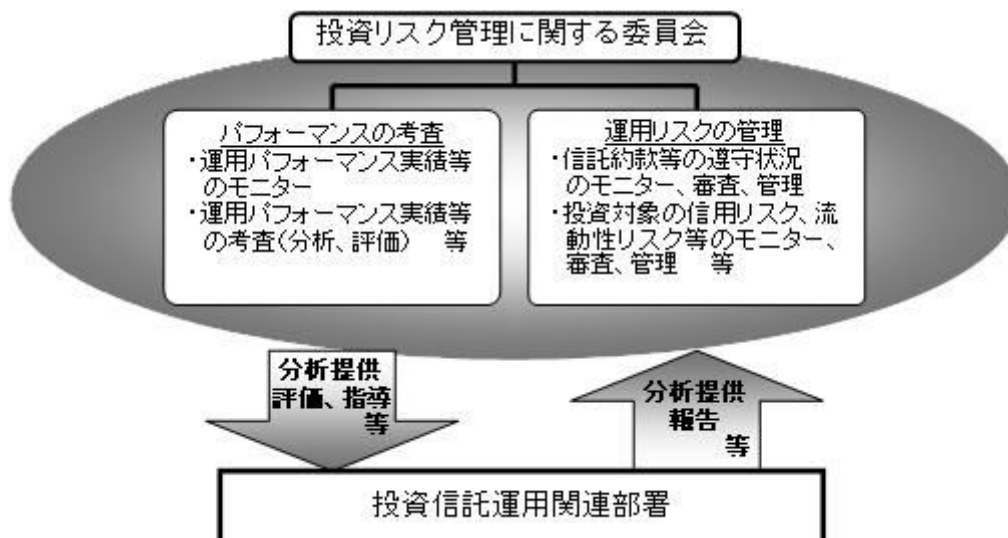 投資リスク管理に関する委員会
パフォーマンスの考査
・運用パフォーマンス実績等
のモニター
・運用パフォーマンス実績等
の考査(分析、評価)　等
運用リスクの管理
・信託約款等の遵守状況
のモニター、審査、管理
・投資対象の信用リスク、流
動性リスク等のモニター、
審査、管理　等
分析提供
評価、指導
等
分析提供
報告
等
投資信託運用関連部署